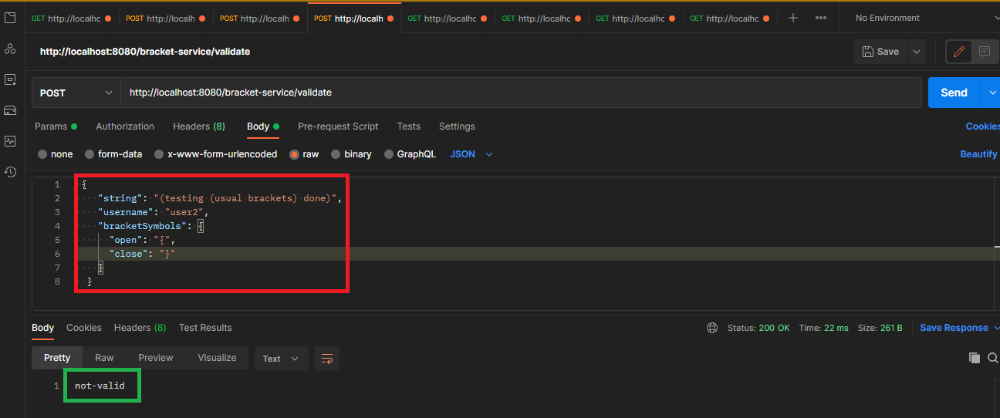 GET http://localhc POST http://localhc POST http://localhc POST http://localh GET http://localhc GET http://localhc GET http://localhc GET http://localhc No Environment
http://localhost:8080/bracket-service/validate Save
POST http://localhost:8080/bracket-service/validate Send
Params Authorization Headers (8) Body Pre-request Script Tests Settings Cookies
none form-data x-www-form-urlencoded raw binary GraphQL JSON Beautify
1 {
2 "string": "(testing (usual brackets) done)",
3 "username": "user2",
4 "bracketSymbols": {
5 "open": "{",
6 "close": "}"
7 }
8 }
Body Cookies Headers (8) Test Results Status: 200 OK Time: 22 ms Size: 261 B Save Response
Pretty Raw Preview Visualize Text
1 not-valid